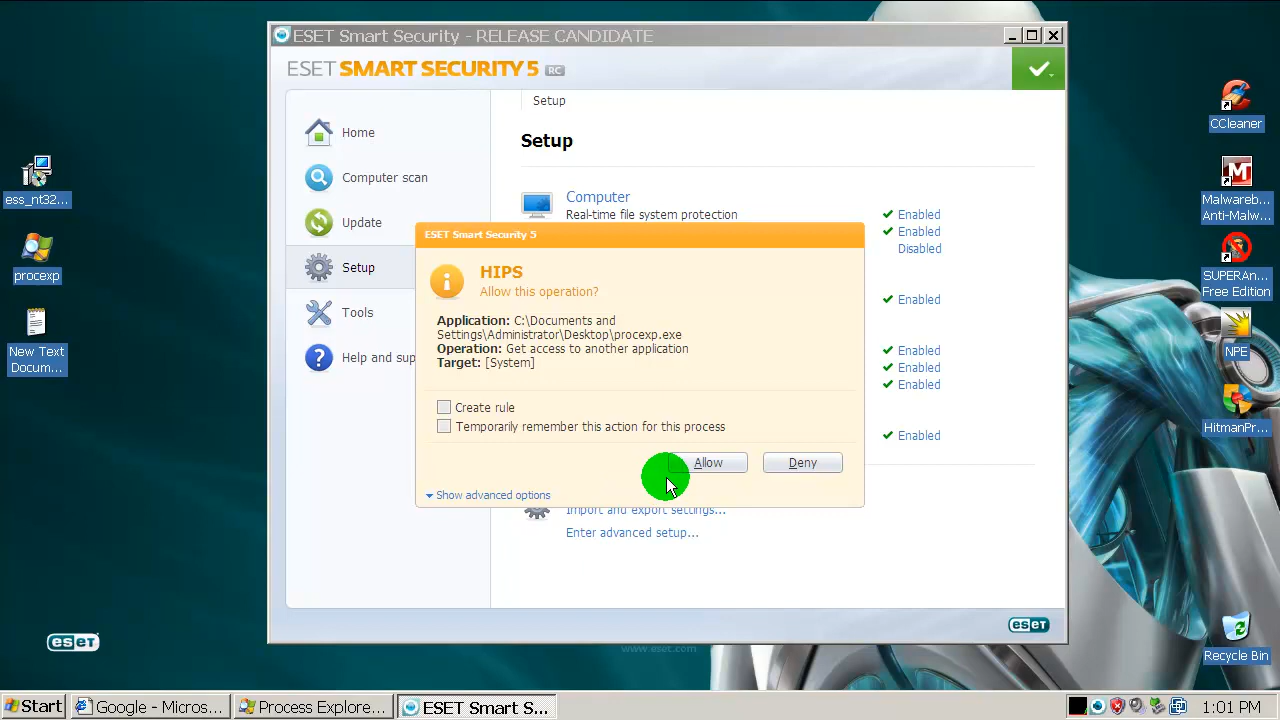 ESET Smart Security - RELEASE CANDIDATE
ESET SMART SECURITY 5 RC
Setup
Home
Computer scan
Update
Setup
Tools
Help and sup
Setup
Computer
Real-time file system protection
Enabled
Enabled
Disabled
Enabled
Enabled
Enabled
Enabled
Enabled
ESET Smart Security 5
HIPS
Allow this operation?
Application: C:\Documents and
Settings\Administrator\Desktop\procexp.exe
Operation: Get access to another application
Target: [System]
Create rule
Temporarily remember this action for this process
Allow
Deny
Show advanced options
Import and export settings...
Enter advanced setup...
eseT
www.eset.com
ess_nt32...
procexp
New Text
Docum...
eseT
CCleaner
Malwareb...
Anti-Malw...
SUPERAn...
Free Edition
NPE
HitmanPr...
Recycle Bin
Start
Google - Micros...
Process Explora...
ESET Smart S...
1:01 PM